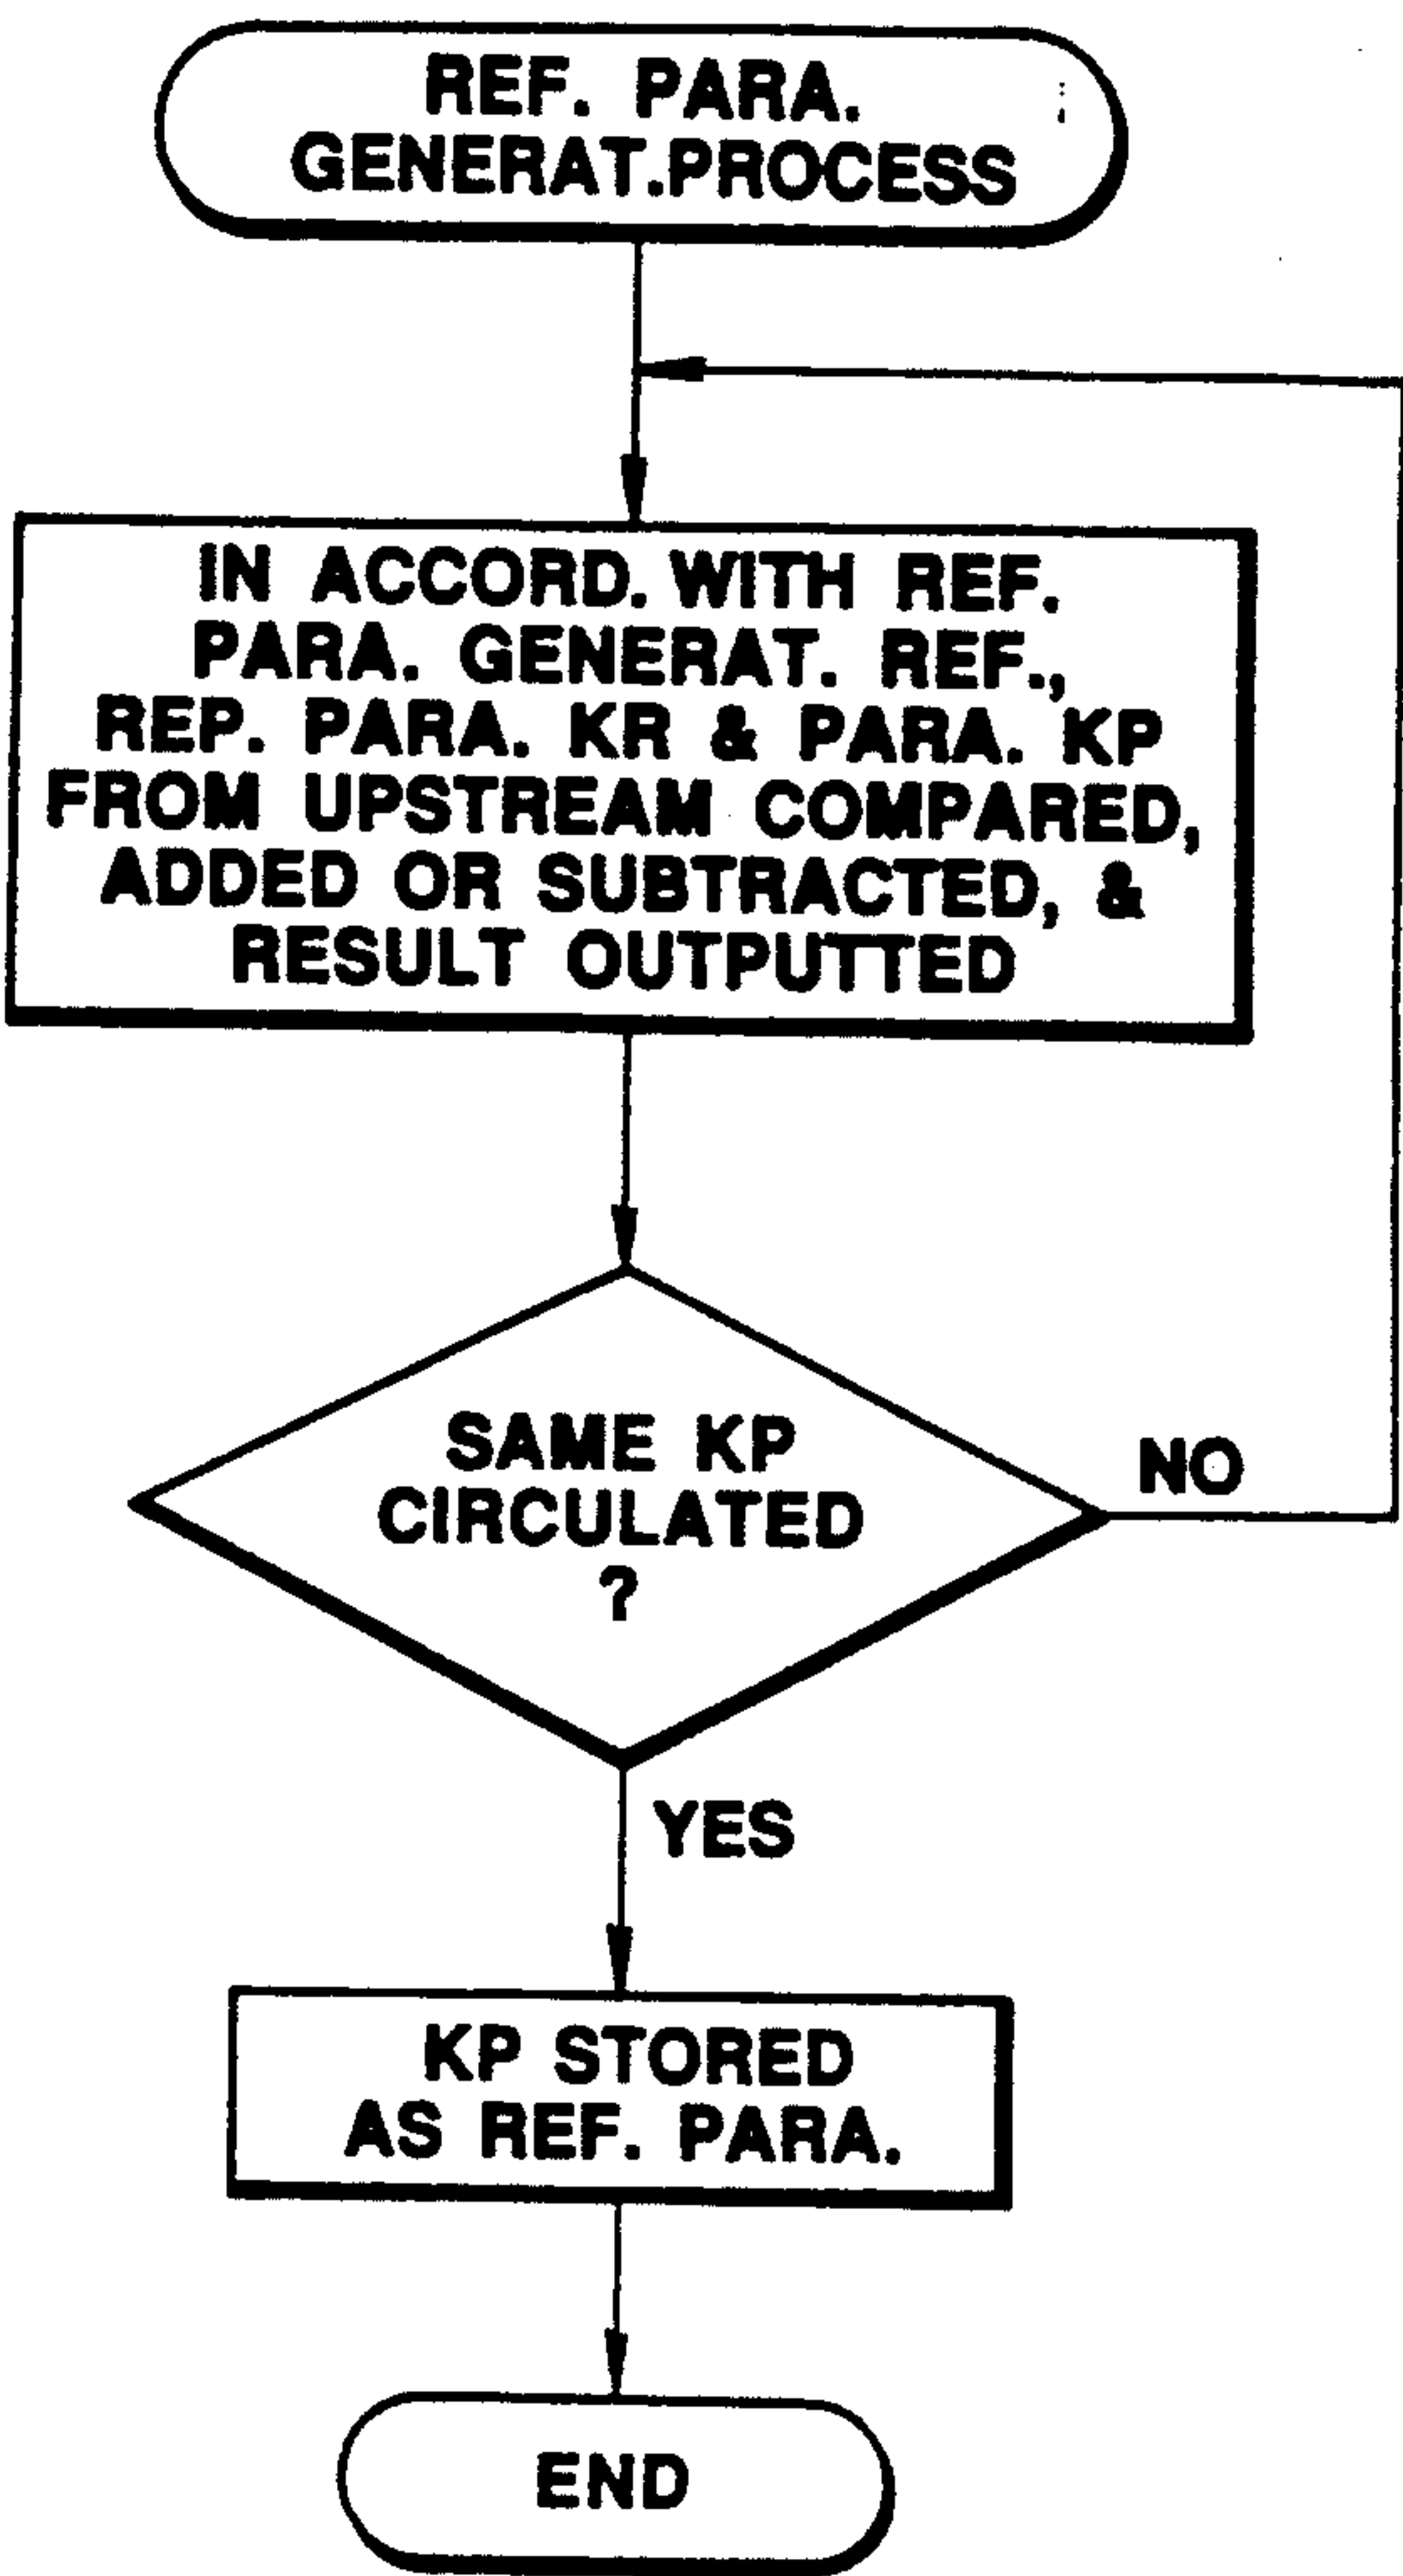 REF. PARA.
GENERAT.PROCESS
IN ACCORD. WITH REF.
PARA. GENERAT. REF.,
REP. PARA. KR & PARA. KP
FROM UPSTREAM COMPARED,
ADDED OR SUBTRACTED, &
RESULT OUTPUTTED
SAME KP
CIRCULATED
?
NO
YES
KP STORED
AS REF. PARA.
END